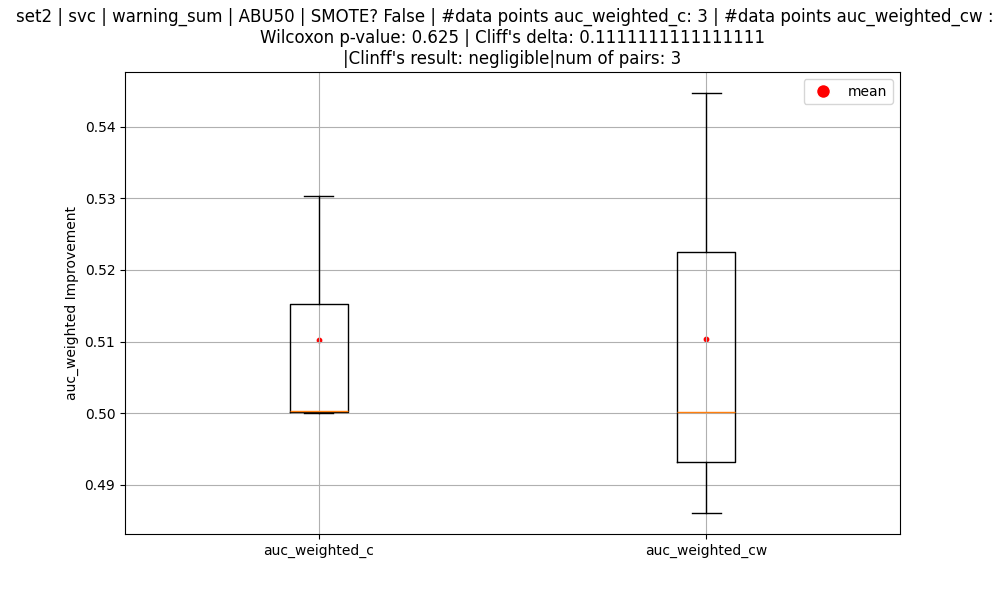 set2 | svc | warning_sum | ABU50 | SMOTE? False | #data points auc_weighted_c: 3 | #data points auc_weighted_cw :
Wilcoxon p-value: 0.625 | Cliff's delta: 0.1111111111111111
|Clinff's result: negligible|num of pairs: 3
mean
0.54
0.53
0.52
0.51
0.50
0.49
auc_weighted Improvement
auc_weighted_c
auc_weighted_cw